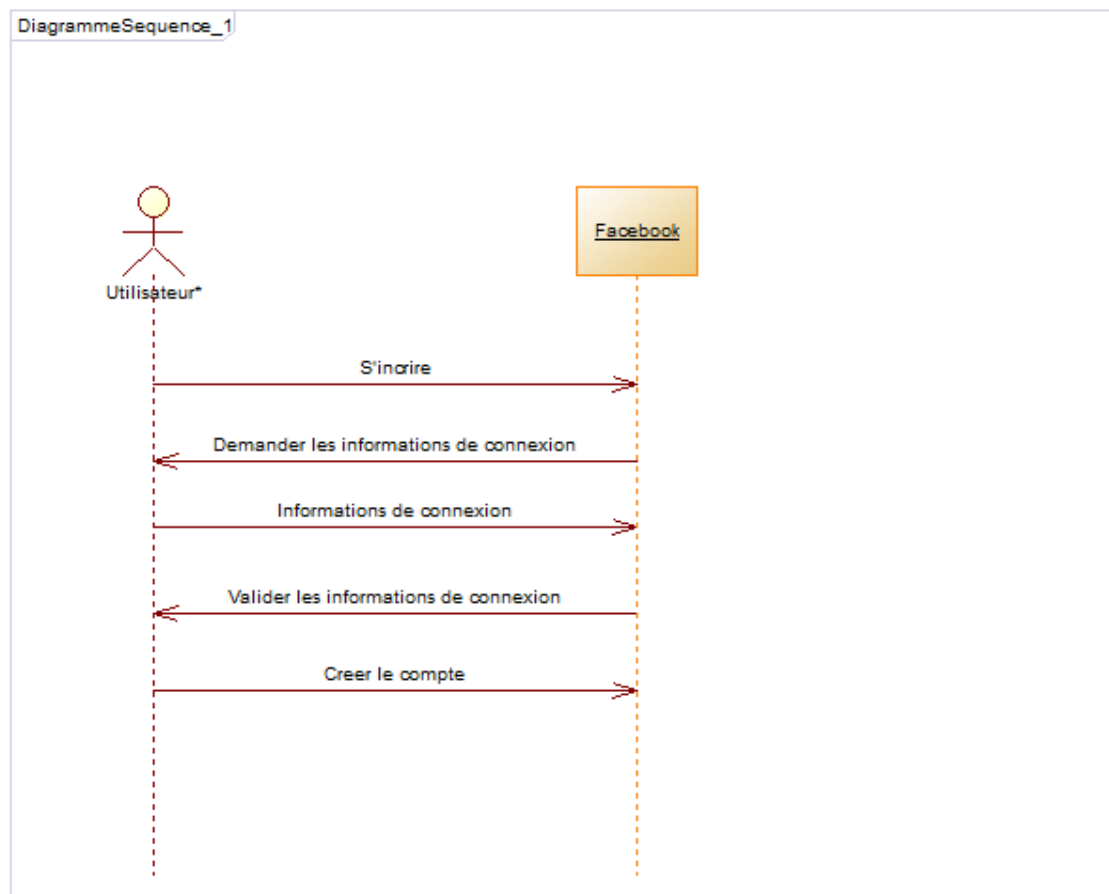 DiagrammeSequence_1
Facebook
Utilisateur*
S'incrire
Demander les informations de connexion
Informations de connexion
Valider les informations de connexion
Creer le compte